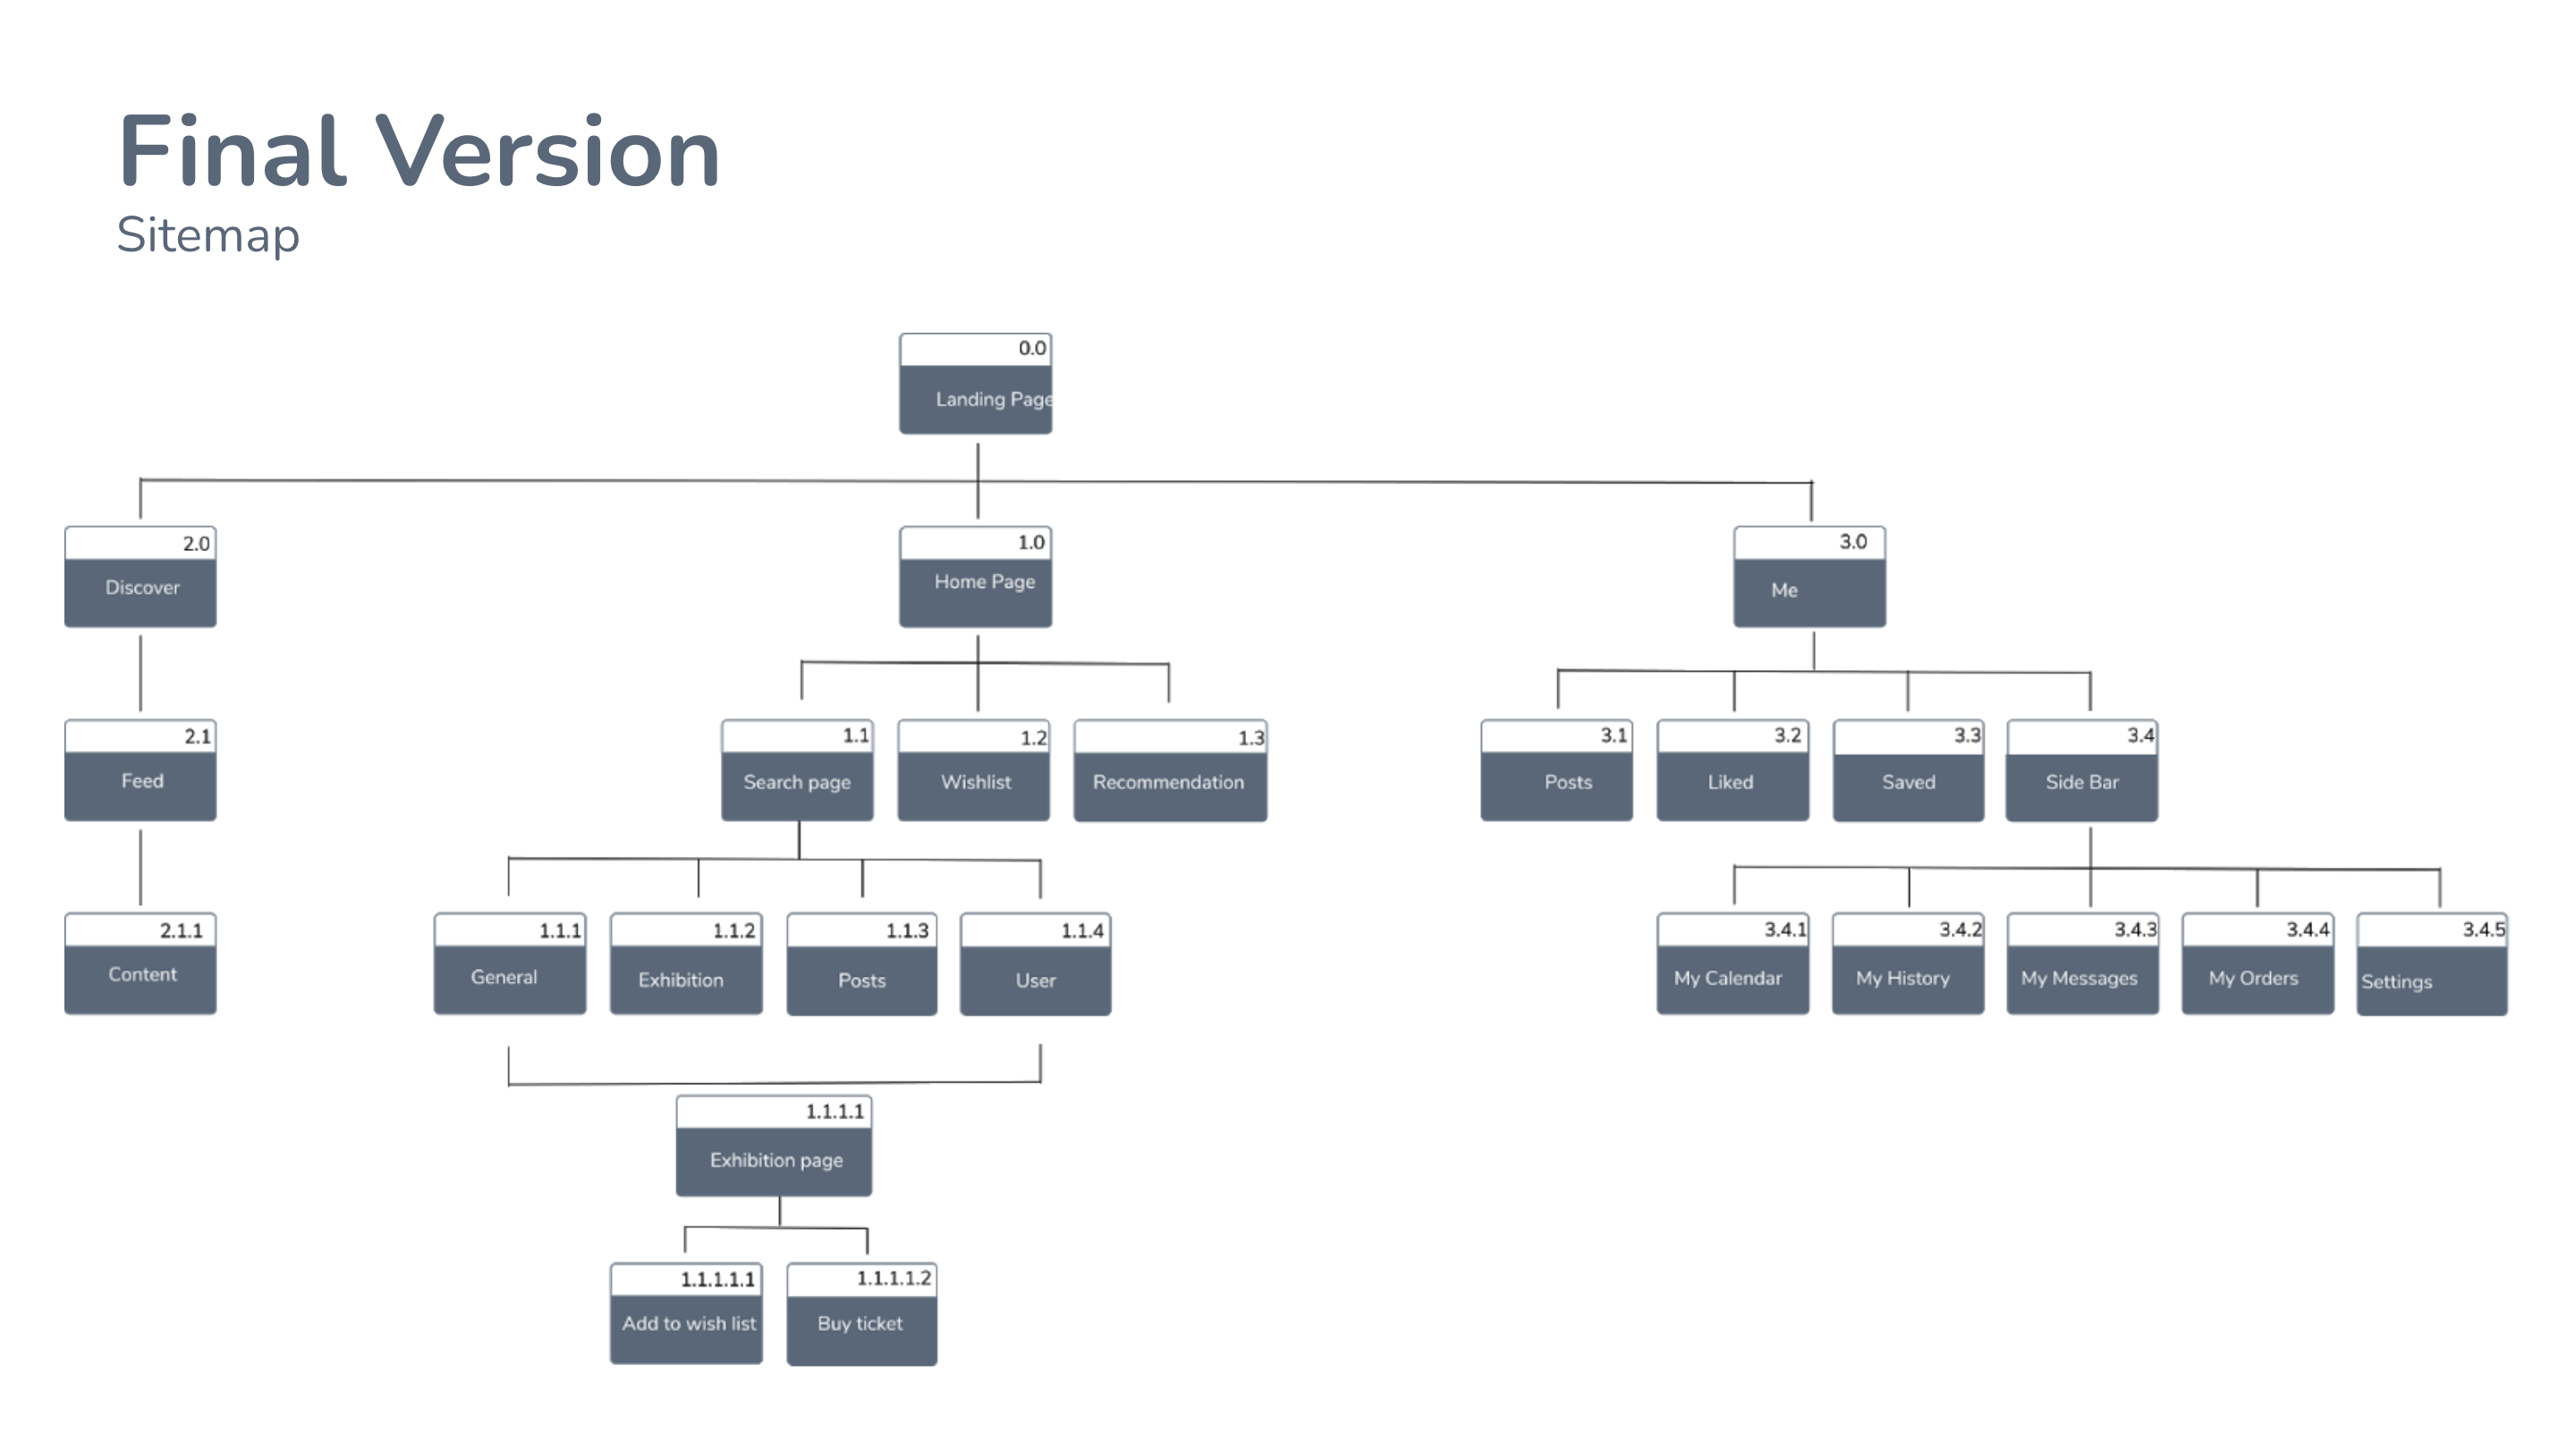 Final Version
Sitemap
0.0
Landing Page
2.0
Discover
1.0
Home Page
3.0
Me
2.1
Feed
1.1
Search page
1.2
Wishlist
1.3
Recommendation
3.1
Posts
3.2
Liked
3.3
Saved
3.4
Side Bar
2.1.1
Content
1.1.1
General
1.1.2
Exhibition
1.1.3
Posts
1.1.4
User
3.4.1
My Calendar
3.4.2
My History
3.4.3
My Messages
3.4.4
My Orders
3.4.5
Settings
1.1.1.1
Exhibition page
1.1.1.1.1
Add to wish list
1.1.1.1.2
Buy ticket